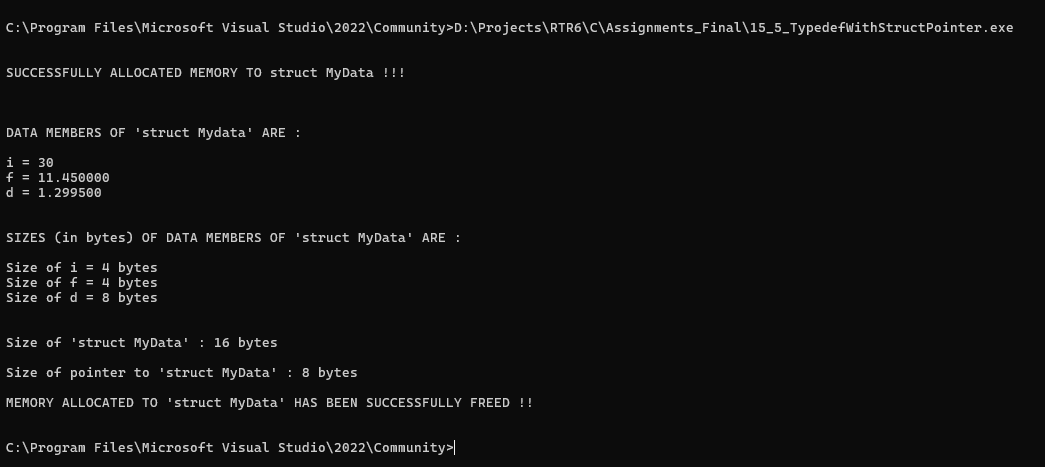 C:\Program Files\Microsoft Visual Studio\2022\Community>D:\Projects\RTR6\C\Assignments_Final\15_5_TypedefWithStructPointer.exe
SUCCESSFULLY ALLOCATED MEMORY TO struct MyData !!!
DATA MEMBERS OF 'struct Mydata' ARE :
i = 30
f = 11.450000
d = 1.299500
SIZES (in bytes) OF DATA MEMBERS OF 'struct MyData' ARE :
Size of i = 4 bytes
Size of f = 4 bytes
Size of d = 8 bytes
Size of 'struct MyData' : 16 bytes
Size of pointer to 'struct MyData' : 8 bytes
MEMORY ALLOCATED TO 'struct MyData' HAS BEEN SUCCESSFULLY FREED !!
C:\Program Files\Microsoft Visual Studio\2022\Community>